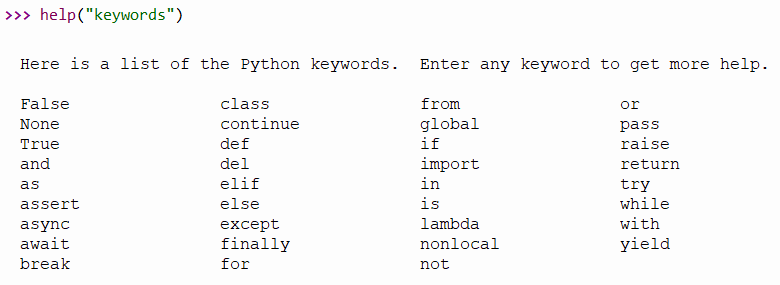 >>> help("keywords")
Here is a list of the Python keywords.  Enter any keyword to get more help.
False               class               from                or
None                continue            global              pass
True                def                 if                  raise
and                 del                 import              return
as                  elif                in                  try
assert              else                is                  while
async               except              lambda              with
await               finally             nonlocal            yield
break               for                 not